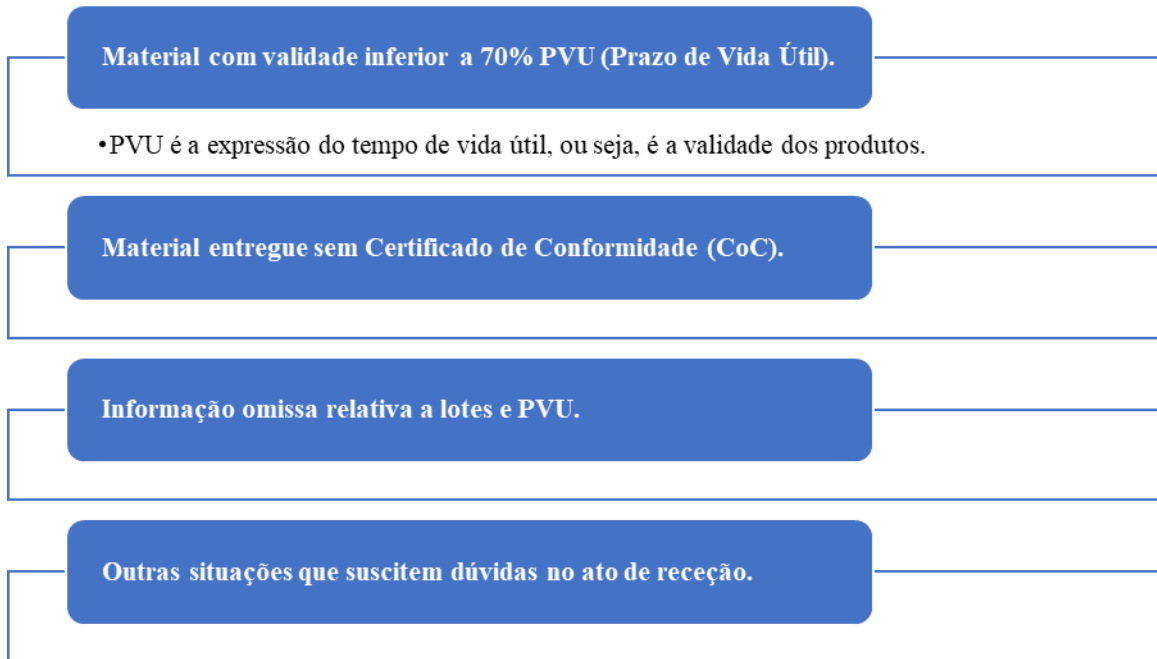 Material com validade inferior a 70% PVU (Prazo de Vida Útil).
•PVU é a expressão do tempo de vida útil, ou seja, é a validade dos produtos.
Material entregue sem Certificado de Conformidade (CoC).
Informação omissa relativa a lotes e PVU.
Outras situações que suscitem dúvidas no ato de receção.